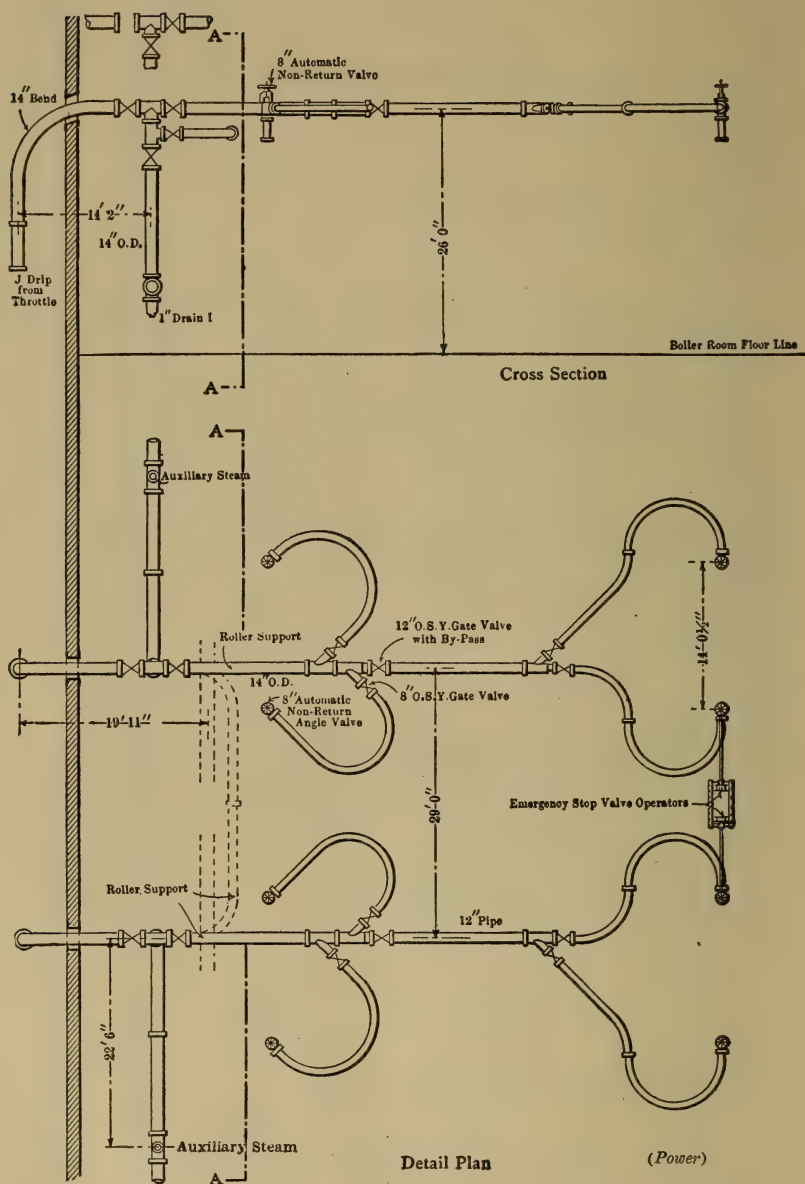 A
8" Automatic
Non-Return Valve
14" Bend
14' 2"
14" O.D.
26' 0"
J Drip
from
Throttle
1" Drain I
Boiler Room Floor Line
Cross Section
A
A
Auxiliary Steam
12" O.S.Y. Gate Valve
with By-Pass
Roller Support
14'-0½"
14" O.D.
8" O.S.Y. Gate Valve
8" Automatic
Non-Return
Angle Valve
19'-11"
29'-0"
Emergency Stop Valve Operators
Roller Support
12" Pipe
22' 6"
Auxiliary Steam
Detail Plan
(Power)
A